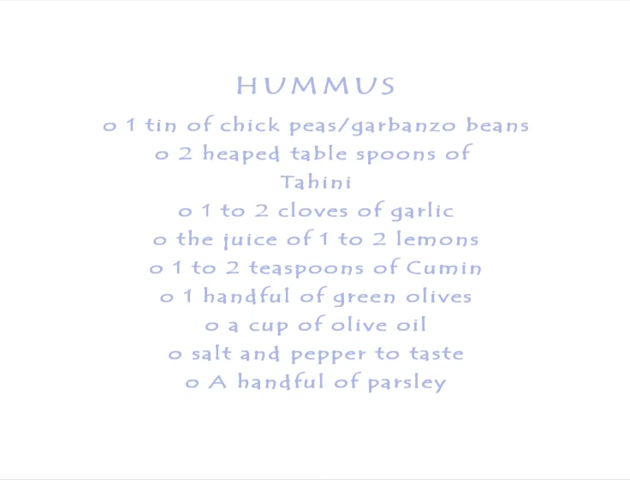 HUMMUS
o 1 tin of chick peas/garbanzo beans
o 2 heaped table spoons of
Tahini
o 1 to 2 cloves of garlic
o the juice of 1 to 2 lemons
o 1 to 2 teaspoons of Cumin
o 1 handful of green olives
o a cup of olive oil
o salt and pepper to taste
o A handful of parsley